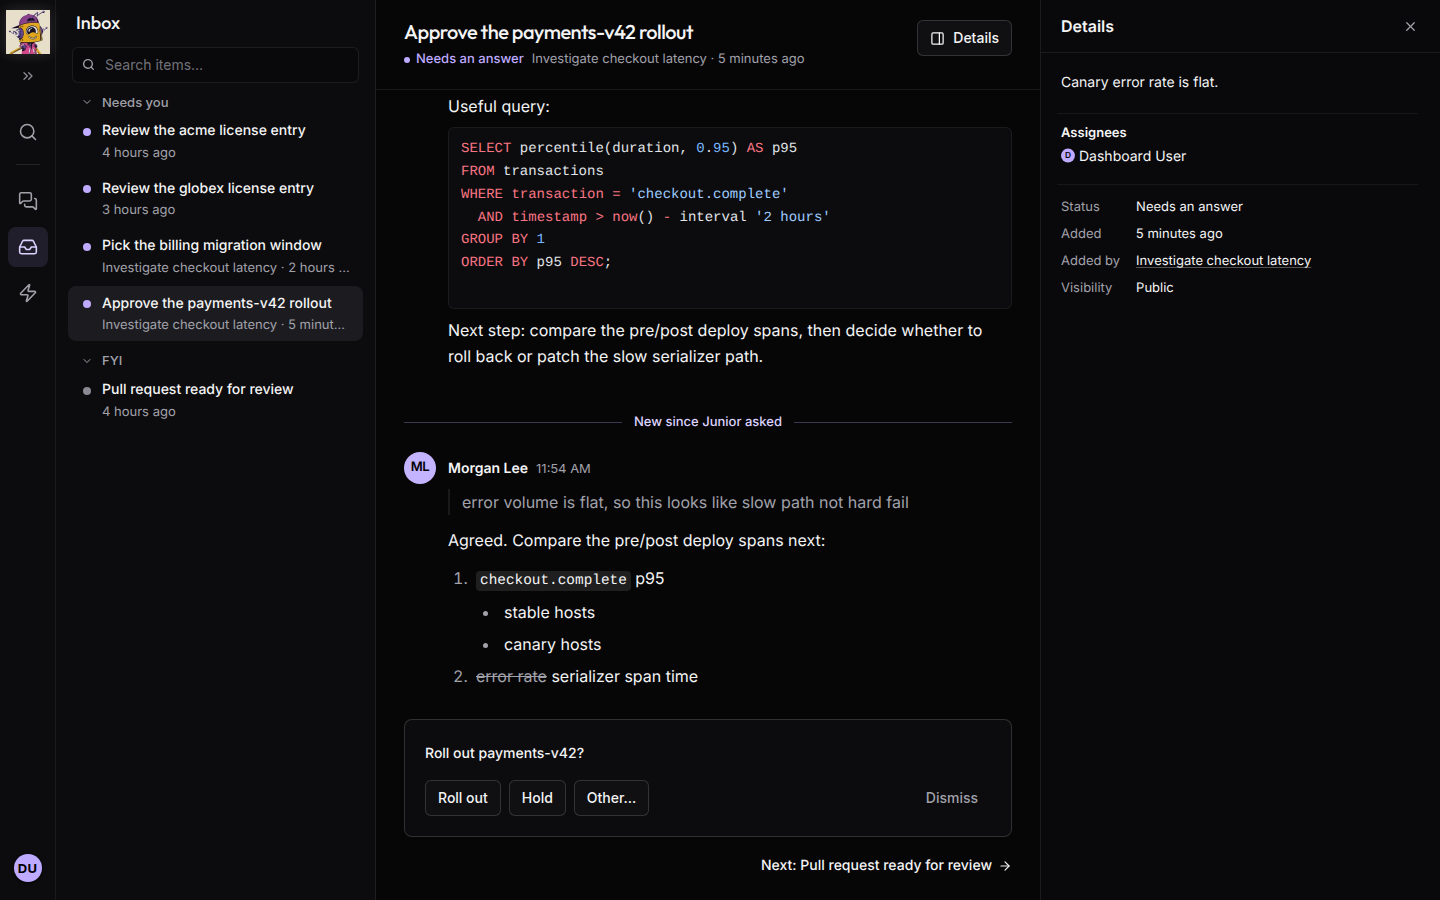 Inbox
Search items...
Needs you
Review the acme license entry
4 hours ago
Review the globex license entry
3 hours ago
Pick the billing migration window
Investigate checkout latency · 2 hours ...
Approve the payments-v42 rollout
Investigate checkout latency · 5 minut...
FYI
Pull request ready for review
4 hours ago
DU
Approve the payments-v42 rollout
Needs an answer Investigate checkout latency · 5 minutes ago
Details
Useful query:
SELECT percentile(duration, 0.95) AS p95
FROM transactions
WHERE transaction = 'checkout.complete'
  AND timestamp > now() - interval '2 hours'
GROUP BY 1
ORDER BY p95 DESC;
Next step: compare the pre/post deploy spans, then decide whether to
roll back or patch the slow serializer path.
New since Junior asked
ML
Morgan Lee 11:54 AM
error volume is flat, so this looks like slow path not hard fail
Agreed. Compare the pre/post deploy spans next:
1. checkout.complete p95
• stable hosts
• canary hosts
2. error rate serializer span time
Roll out payments-v42?
Roll out
Hold
Other...
Dismiss
Next: Pull request ready for review →
Details
Canary error rate is flat.
Assignees
D Dashboard User
Status Needs an answer
Added 5 minutes ago
Added by Investigate checkout latency
Visibility Public